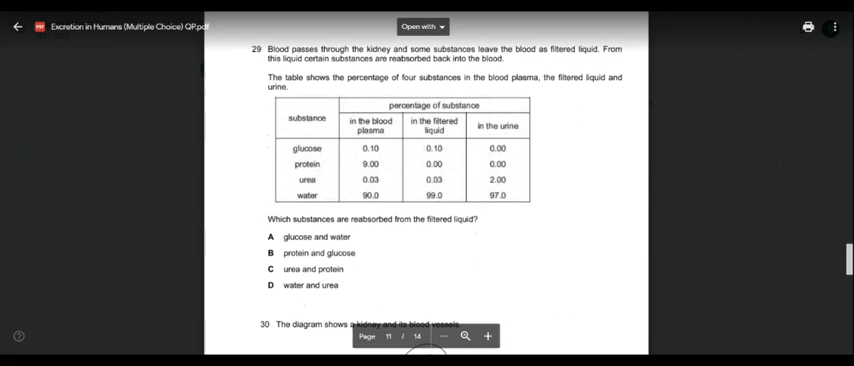 Excretion in Humans (Multiple Choice) QP.pdf
Open with
29 Blood passes through the kidney and some substances leave the blood as filtered liquid. From
this liquid certain substances are reabsorbed back into the blood.
The table shows the percentage of four substances in the blood plasma, the filtered liquid and
urine.
percentage of substance
substance
in the blood plasma
in the filtered liquid
in the urine
glucose 0.10 0.10 0.00
protein 9.00 0.00 0.00
urea 0.03 0.03 2.00
water 90.0 99.0 97.0
Which substances are reabsorbed from the filtered liquid?
A glucose and water
B protein and glucose
C urea and protein
D water and urea
30 The diagram shows a kidney and its blood vessels.
Page 11 / 14